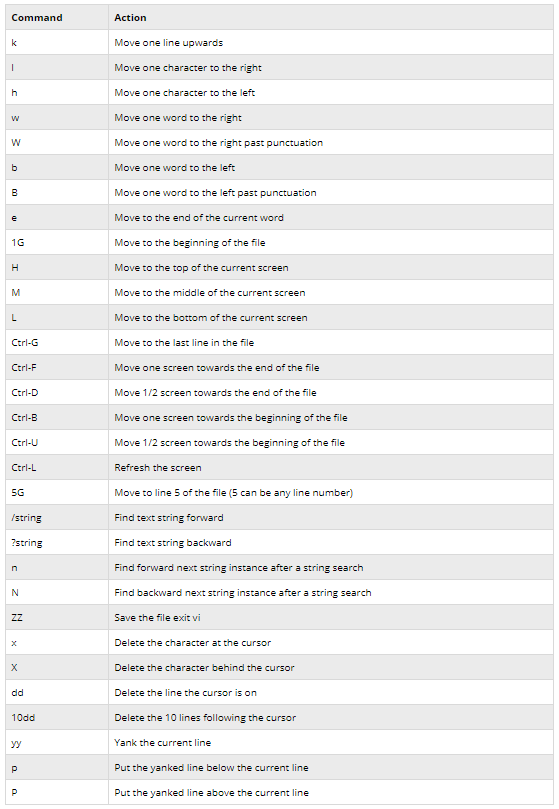 Command Action
k Move one line upwards
l Move one character to the right
h Move one character to the left
w Move one word to the right
W Move one word to the right past punctuation
b Move one word to the left
B Move one word to the left past punctuation
e Move to the end of the current word
1G Move to the beginning of the file
H Move to the top of the current screen
M Move to the middle of the current screen
L Move to the bottom of the current screen
Ctrl-G Move to the last line in the file
Ctrl-F Move one screen towards the end of the file
Ctrl-D Move 1/2 screen towards the end of the file
Ctrl-B Move one screen towards the beginning of the file
Ctrl-U Move 1/2 screen towards the beginning of the file
Ctrl-L Refresh the screen
5G Move to line 5 of the file (5 can be any line number)
/string Find text string forward
?string Find text string backward
n Find forward next string instance after a string search
N Find backward next string instance after a string search
ZZ Save the file exit vi
x Delete the character at the cursor
X Delete the character behind the cursor
dd Delete the line the cursor is on
10dd Delete the 10 lines following the cursor
yy Yank the current line
p Put the yanked line below the current line
P Put the yanked line above the current line